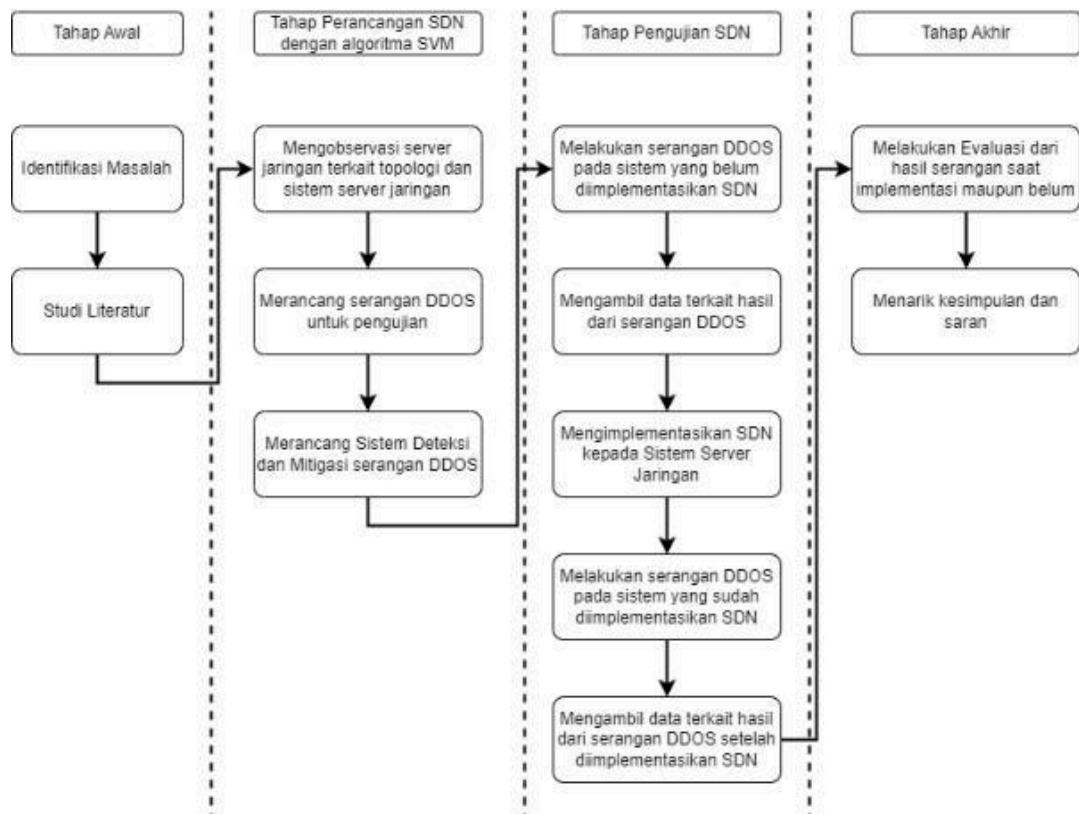 Tahap Awal
Tahap Perancangan SDN
dengan algoritma SVM
Tahap Pengujian SDN
Tahap Akhir
Identifikasi Masalah
Studi Literatur
Mengobservasi server
jaringan terkait topologi dan
sistem server jaringan
Merancang serangan DDOS
untuk pengujian
Merancang Sistem Deteksi
dan Mitigasi serangan DDOS
Melakukan serangan DDOS
pada sistem yang belum
diimplementasikan SDN
Mengambil data terkait hasil
dari serangan DDOS
Mengimplementasikan SDN
kepada Sistem Server
Jaringan
Melakukan serangan DDOS
pada sistem yang sudah
diimplementasikan SDN
Mengambil data terkait hasil
dari serangan DDOS setelah
diimplementasikan SDN
Melakukan Evaluasi dari
hasil serangan saat
implementasi maupun belum
Menarik kesimpulan dan
saran